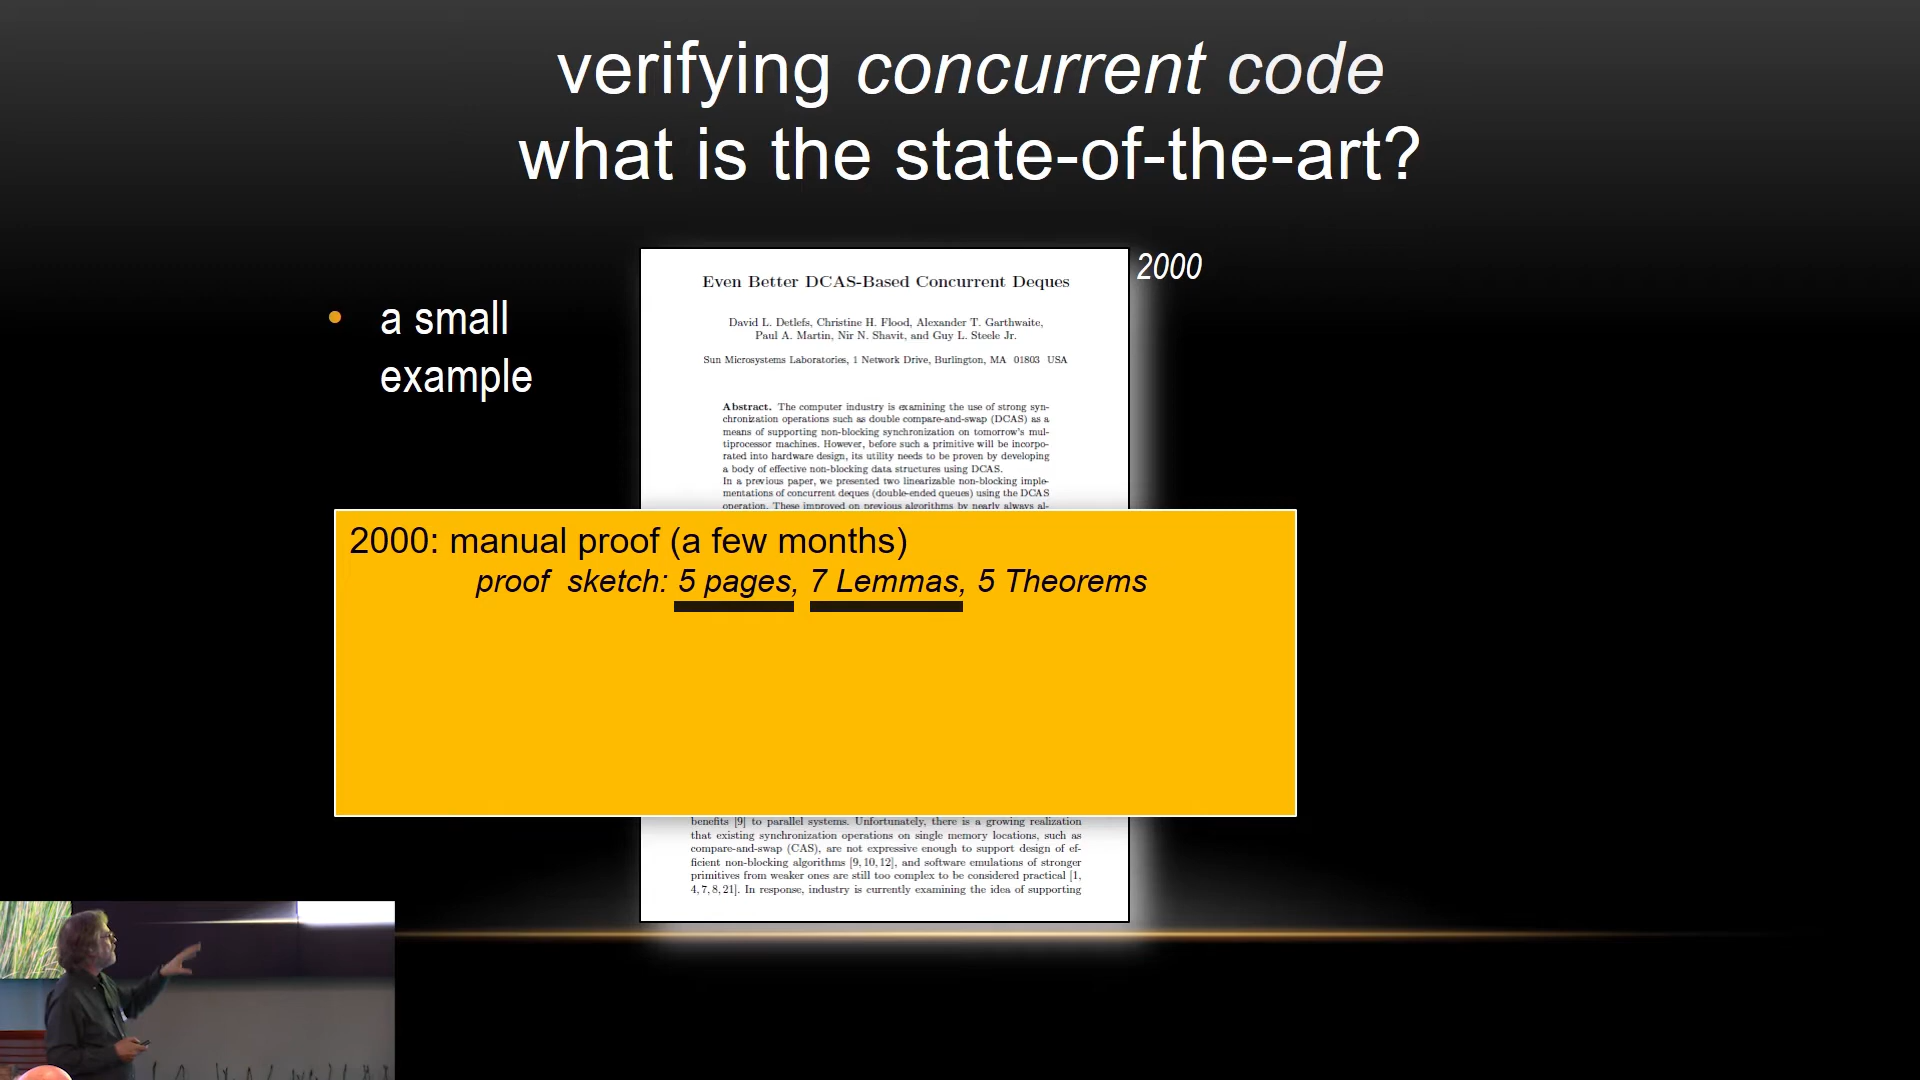 verifying concurrent code
what is the state-of-the-art?
• a small
example
2000
Even Better DCAS-Based Concurrent Deques
David L. Detlefs, Christine H. Flood, Alexander T. Garthwaite,
Paul A. Martin, Nir N. Shavit, and Guy L. Steele Jr.
Sun Microsystems Laboratories, 1 Network Drive, Burlington, MA 01803 USA
Abstract. The computer industry is examining the use of strong syn-
chronization operations such as double compare-and-swap (DCAS) as a
means of supporting non-blocking synchronization on tomorrow's mul-
tiprocessor machines. However, before such a primitive will be incorpo-
rated into hardware design, its utility needs to be proven by developing
a body of effective non-blocking data structures using DCAS.
In a previous paper, we presented two linearizable non-blocking imple-
mentations of concurrent deques (double-ended queues) using the DCAS
operation. These improved on previous algorithms by nearly always al-
2000: manual proof (a few months)
proof sketch: 5 pages, 7 Lemmas, 5 Theorems
benefits [9] to parallel systems. Unfortunately, there is a growing realization
that existing synchronization operations on single memory locations, such as
compare-and-swap (CAS), are not expressive enough to support design of ef-
ficient non-blocking algorithms [9, 10, 12], and software emulations of stronger
primitives from weaker ones are still too complex to be considered practical [1,
4, 7, 8, 21]. In response, industry is currently examining the idea of supporting